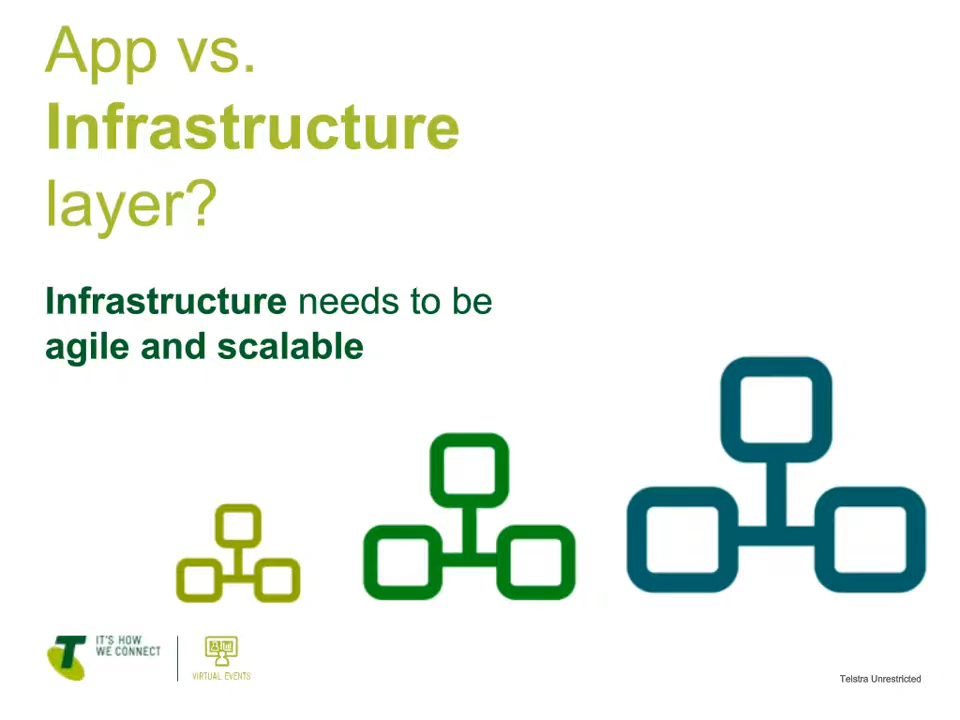 App vs.
Infrastructure
layer?
Infrastructure needs to be
agile and scalable
IT'S HOW
WE CONNECT
VIRTUAL EVENTS
Telstra Unrestricted